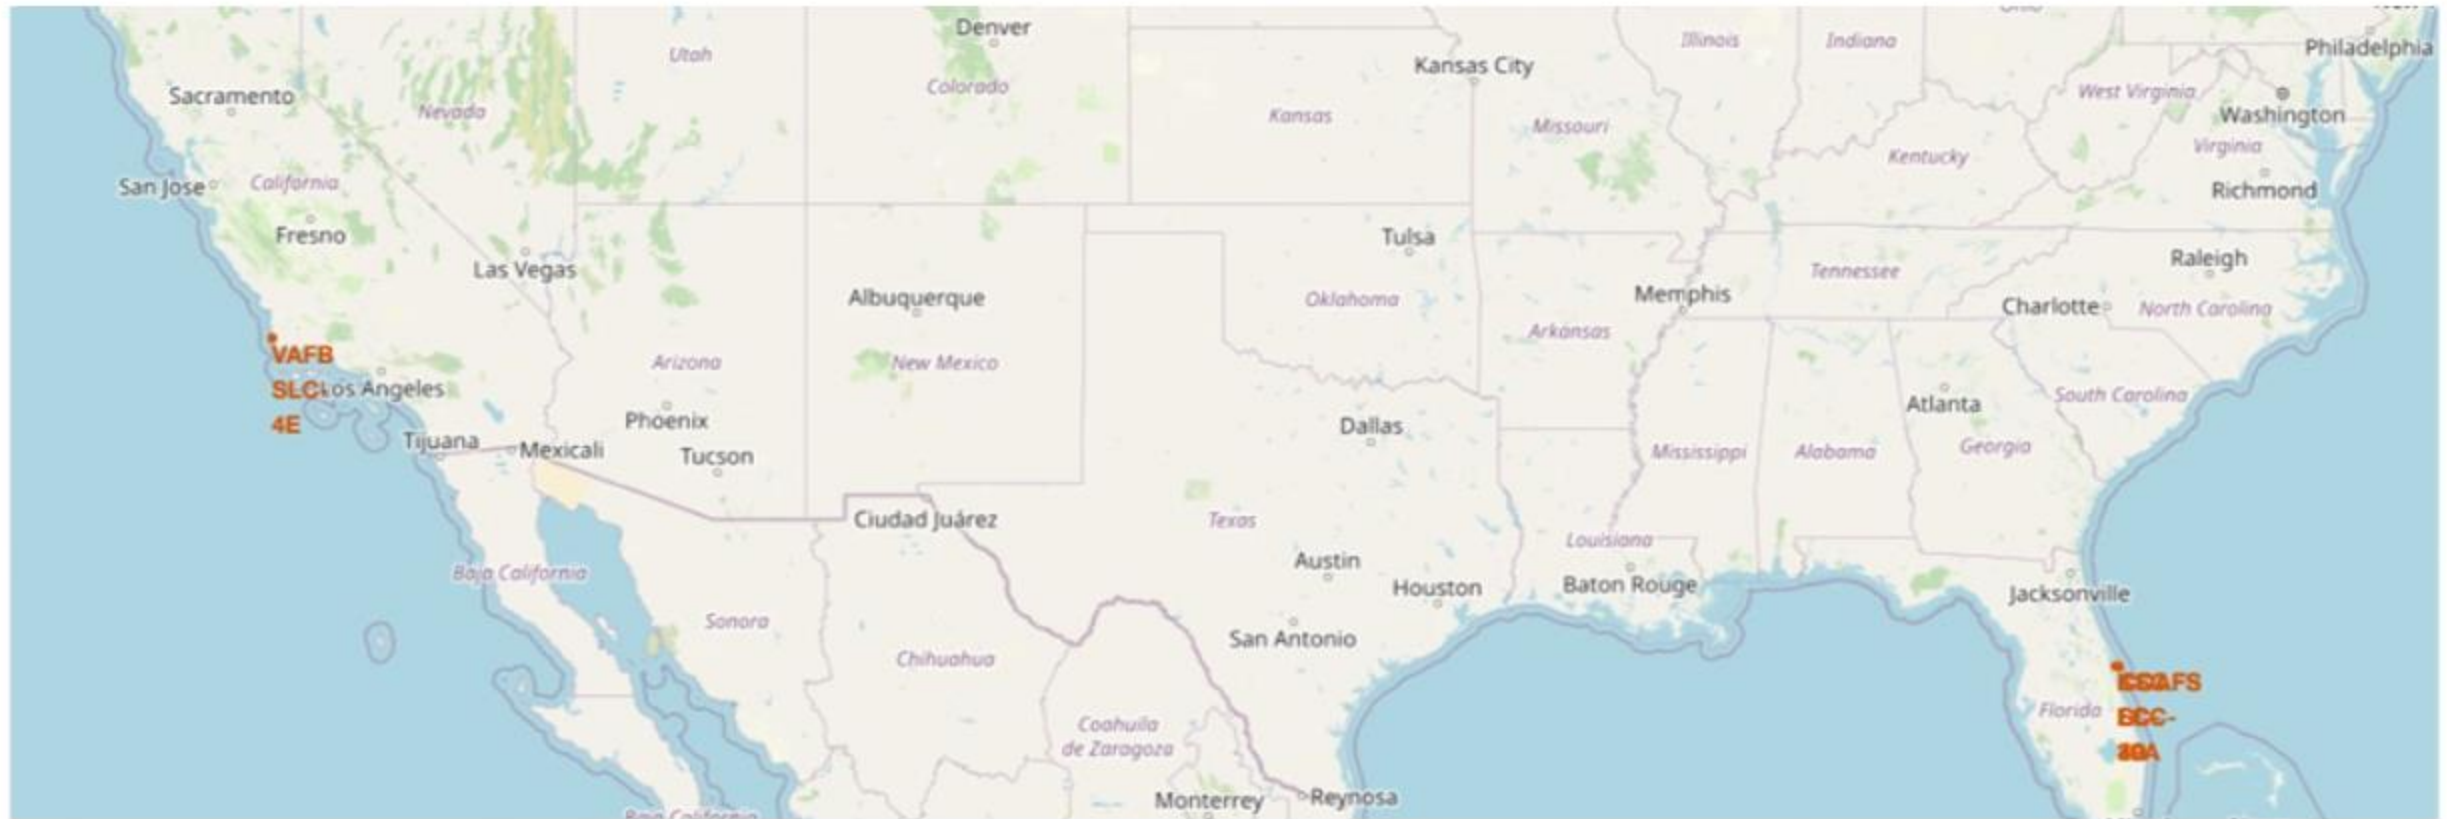 Denver
Philadelphia
Utah
Colorado
Kansas City
Illinois
Indiana
Sacramento
Nevada
Kansas
Missouri
West Virginia
Washington
Kentucky
Virginia
San Jose
California
Richmond
Fresno
Las Vegas
Tulsa
Raleigh
Albuquerque
Oklahoma
Memphis
Tennessee
Charlotte
North Carolina
Arkansas
VAFB
SLC-
4E
Los Angeles
Arizona
New Mexico
Phoenix
Dallas
Atlanta
South Carolina
Tijuana
Mexicali
Tucson
Mississippi
Alabama
Georgia
Ciudad Juárez
Texas
Louisiana
Austin
Houston
Baton Rouge
Baja California
Jacksonville
Sonora
San Antonio
Chihuahua
Florida
Coahuila
de Zaragoza
Monterrey
Reynosa
Baja California